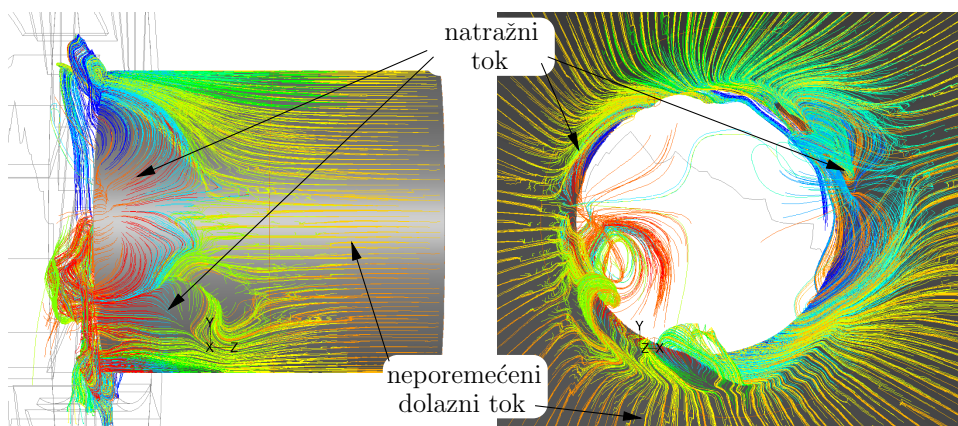 natražni
tok
Y
X Z
Y
Z X
neporemećeni
dolazni tok